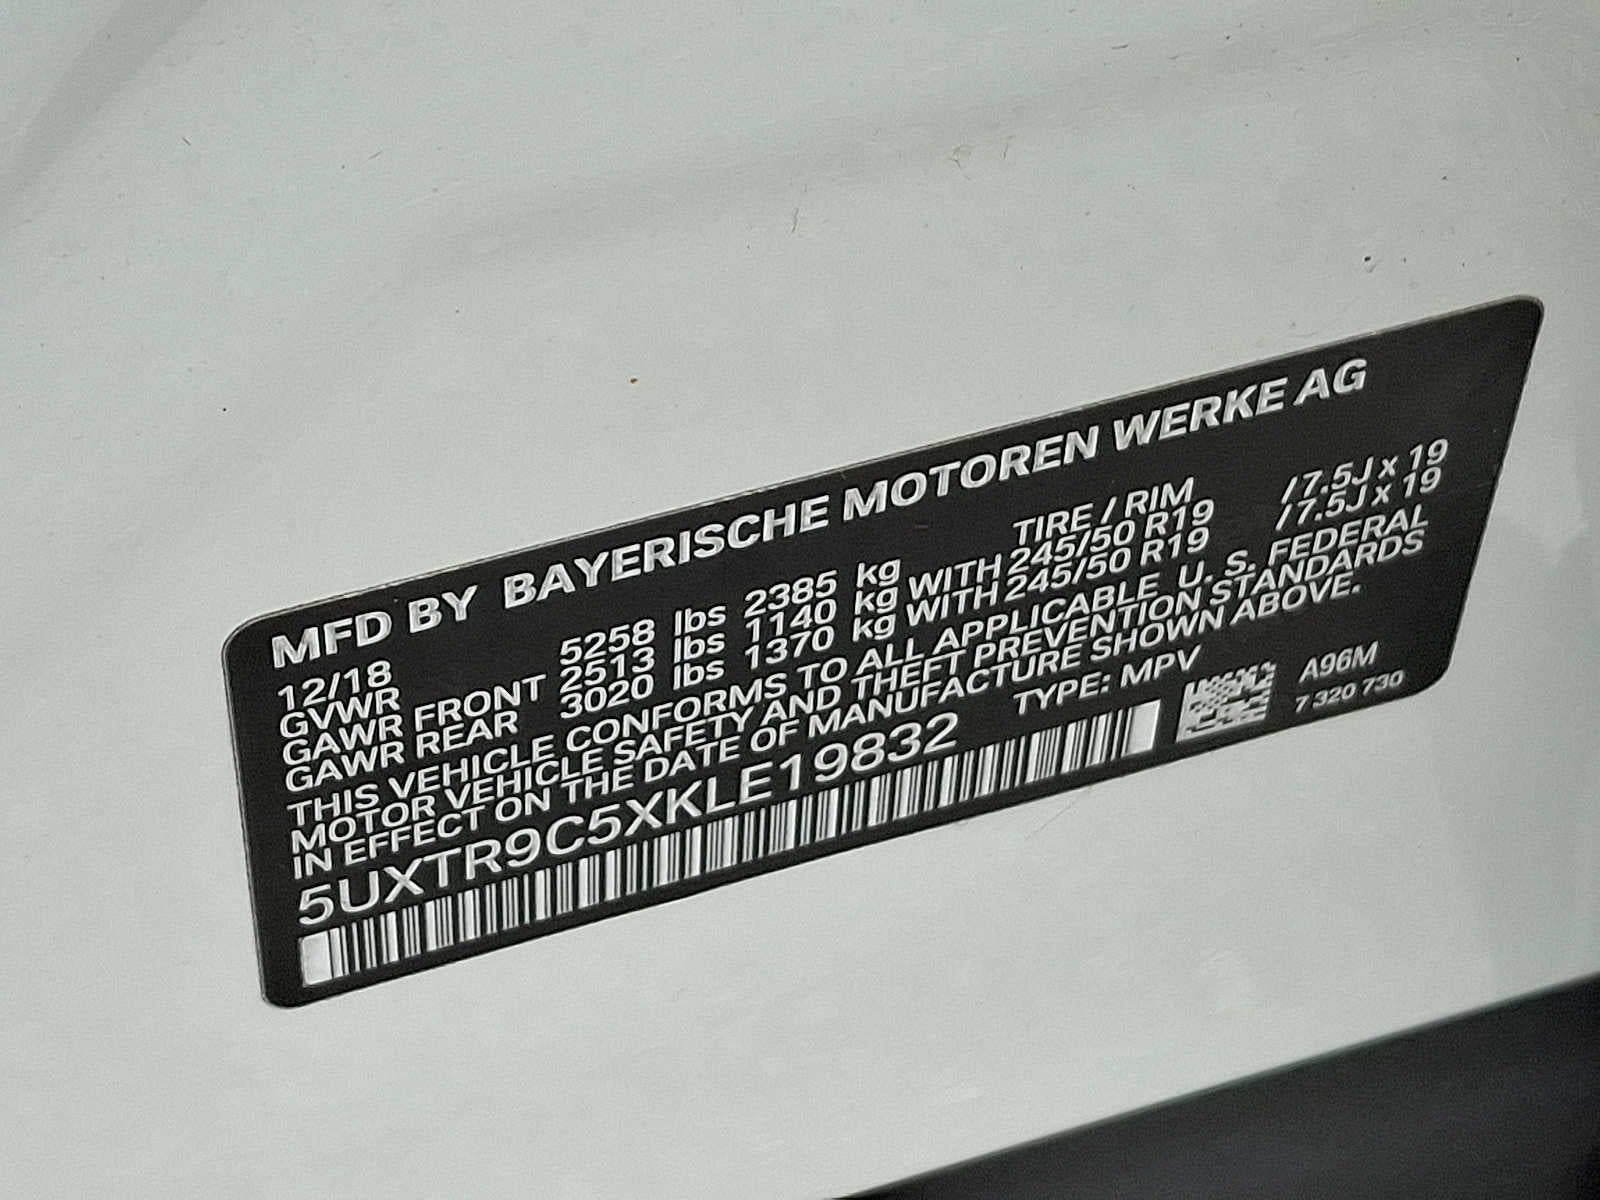 MFD BY BAYERISCHE MOTOREN WERKE AG
12/18
TIRE / RIM
GVWR 5258 lbs 2385 kg
GAWR FRONT 2513 lbs 1140 kg WITH 245/50 R19 / 7.5J x 19
GAWR REAR 3020 lbs 1370 kg WITH 245/50 R19 / 7.5J x 19
THIS VEHICLE CONFORMS TO ALL APPLICABLE U. S. FEDERAL
MOTOR VEHICLE SAFETY AND THEFT PREVENTION STANDARDS
IN EFFECT ON THE DATE OF MANUFACTURE SHOWN ABOVE.
5UXTR9C5XKLE19832 TYPE: MPV
A96M
7 320 730